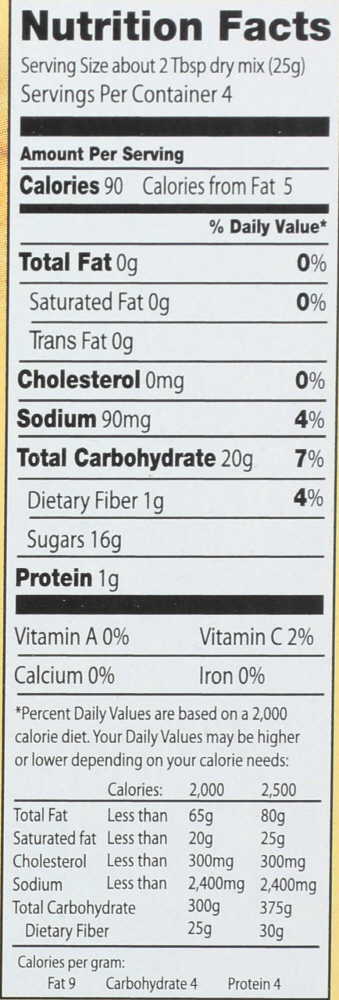 Nutrition Facts
Serving Size about 2 Tbsp dry mix (25g)
Servings Per Container 4
Amount Per Serving
Calories 90 Calories from Fat 5
% Daily Value*
Total Fat 0g 0%
Saturated Fat 0g 0%
Trans Fat 0g
Cholesterol 0mg 0%
Sodium 90mg 4%
Total Carbohydrate 20g 7%
Dietary Fiber 1g 4%
Sugars 16g
Protein 1g
Vitamin A 0% Vitamin C 2%
Calcium 0% Iron 0%
*Percent Daily Values are based on a 2,000
calorie diet. Your Daily Values may be higher
or lower depending on your calorie needs:
Calories: 2,000 2,500
Total Fat Less than 65g 80g
Saturated fat Less than 20g 25g
Cholesterol Less than 300mg 300mg
Sodium Less than 2,400mg 2,400mg
Total Carbohydrate 300g 375g
Dietary Fiber 25g 30g
Calories per gram:
Fat 9 Carbohydrate 4 Protein 4